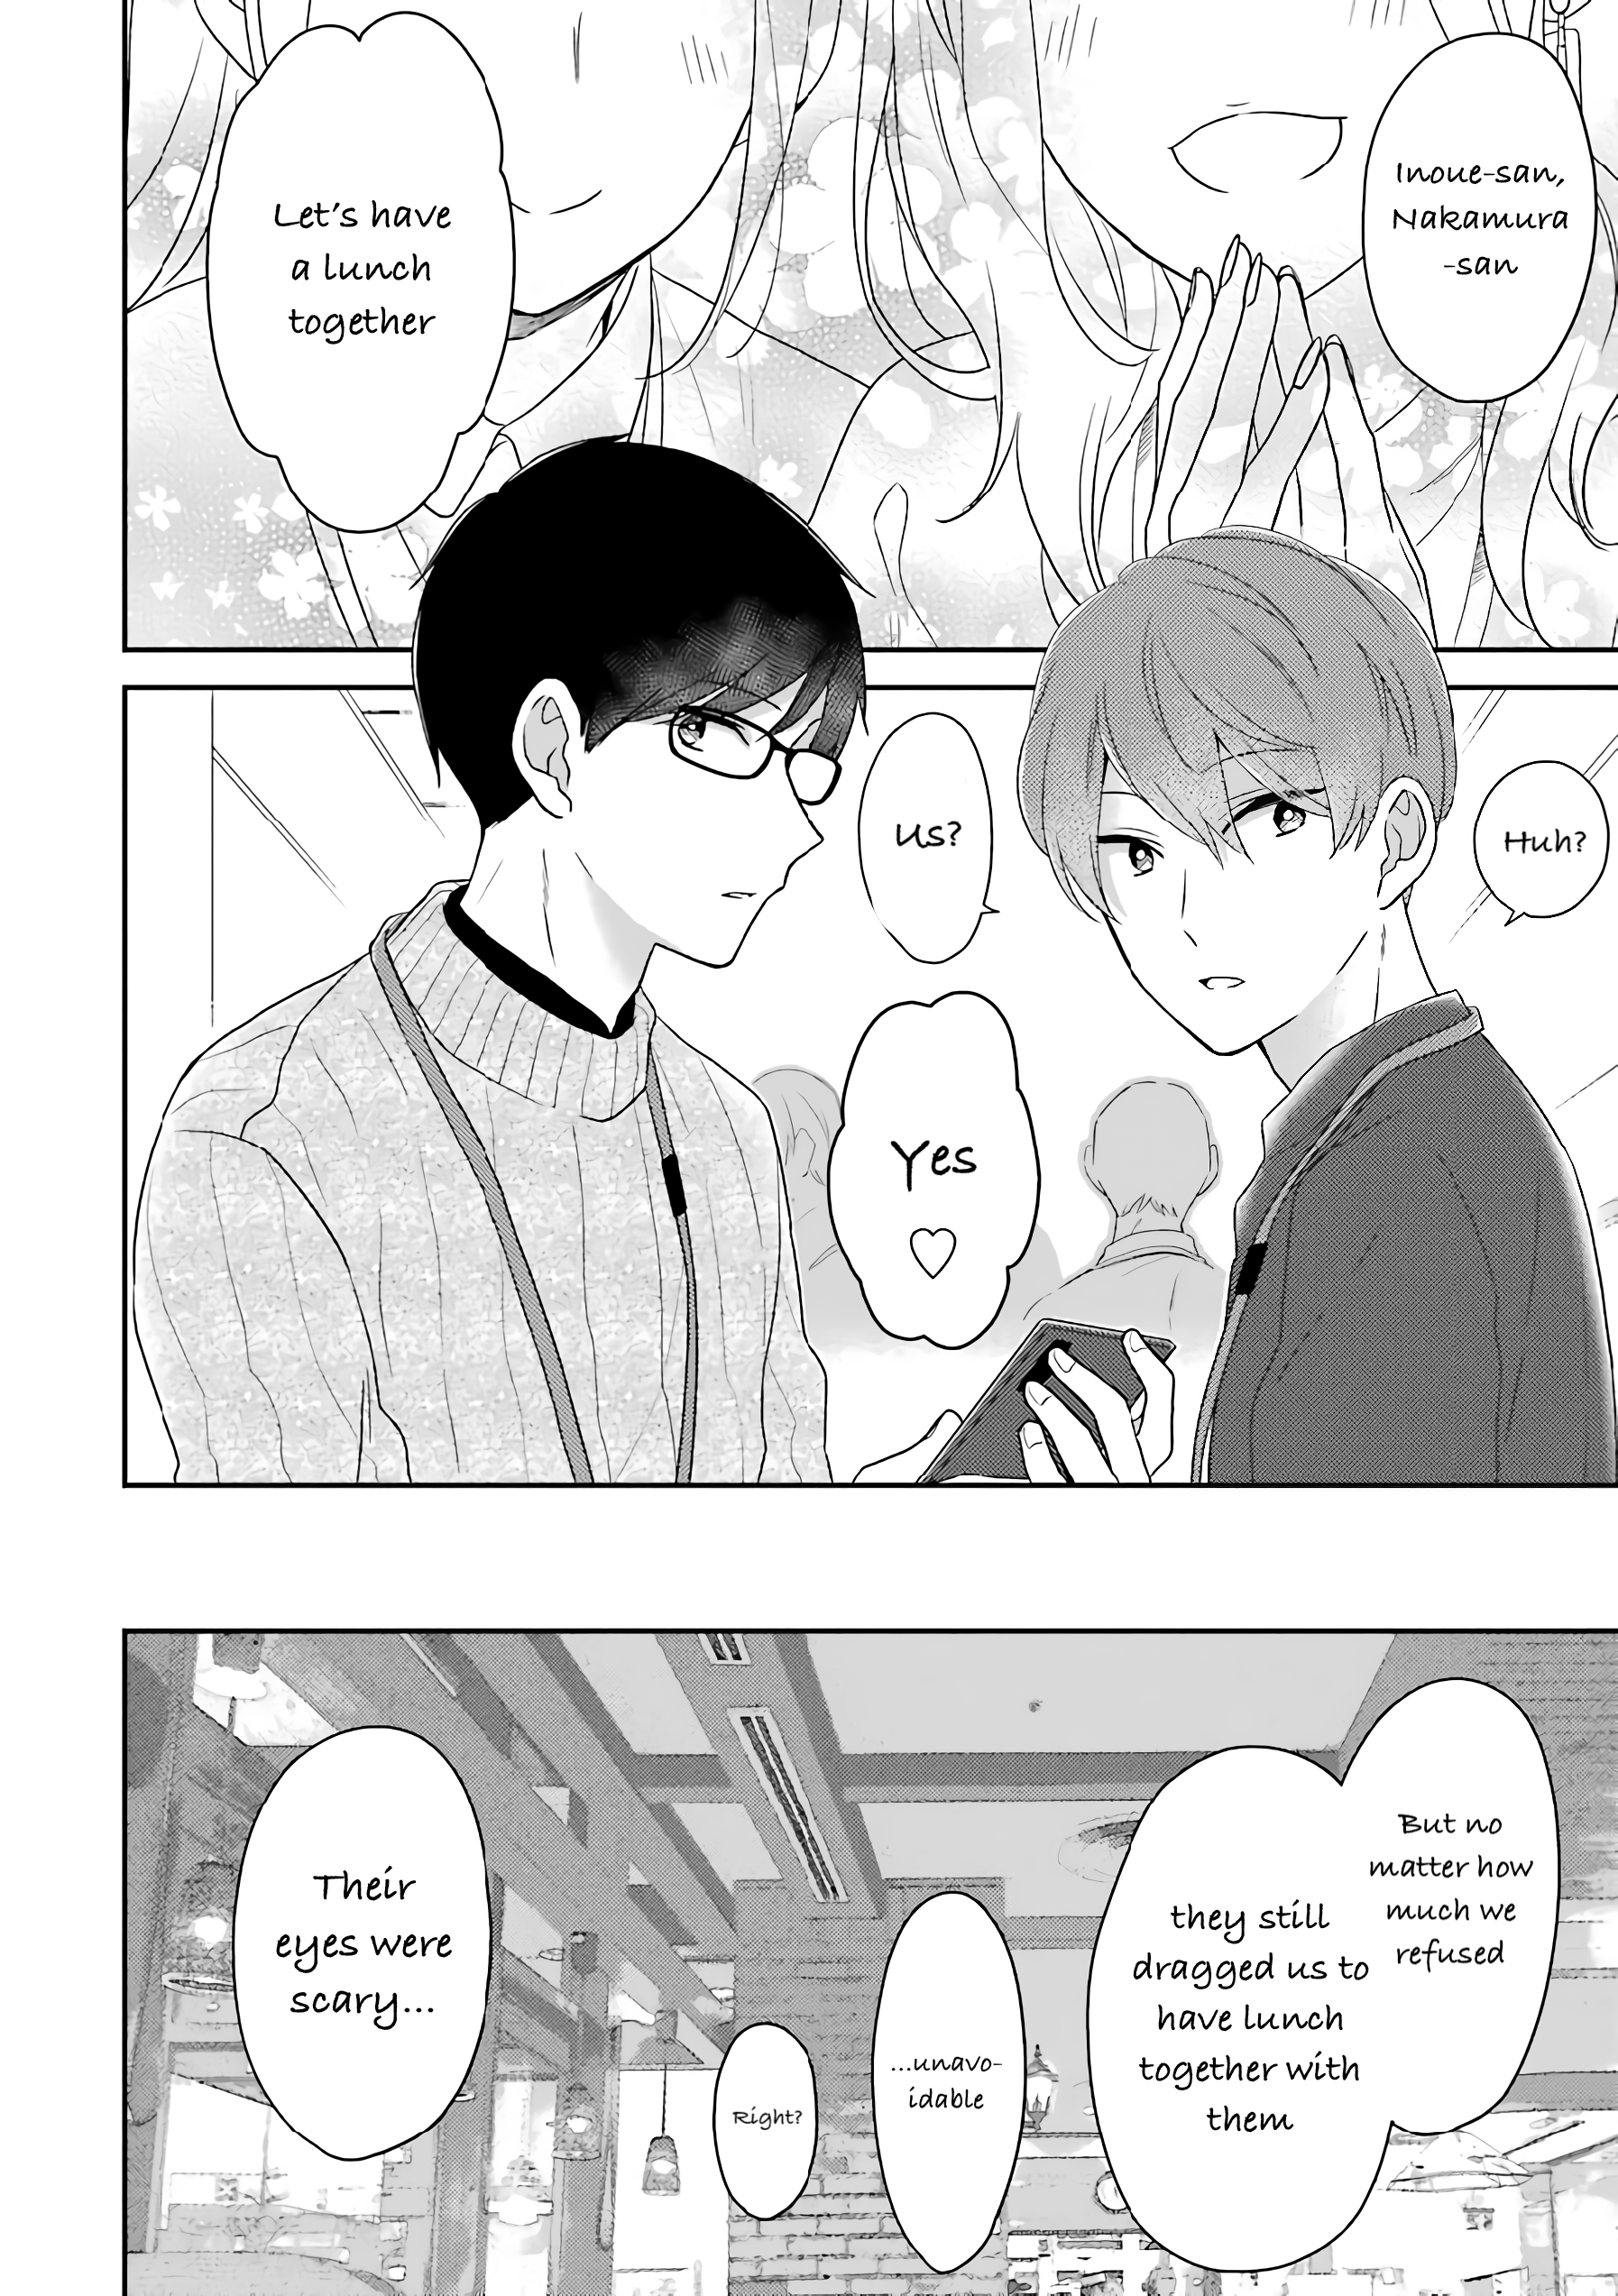 Inoue-san,
Nakamura
-san
Let's have
a lunch
together
Huh?
Us?
Yes
♡
But no
matter how
much we
refused
they still
dragged us to
have lunch
together with
them
...unavo-
idable
Right?
Their
eyes were
scary...